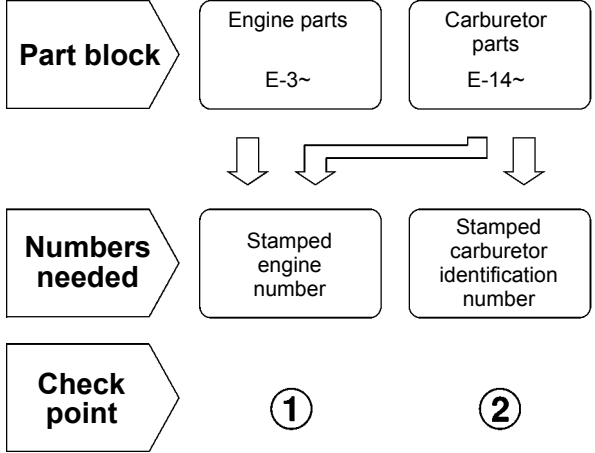 Part block
Engine parts
E-3~
Carburetor
parts
E-14~
Numbers
needed
Stamped
engine
number
Stamped
carburetor
identification
number
Check
point
①
②